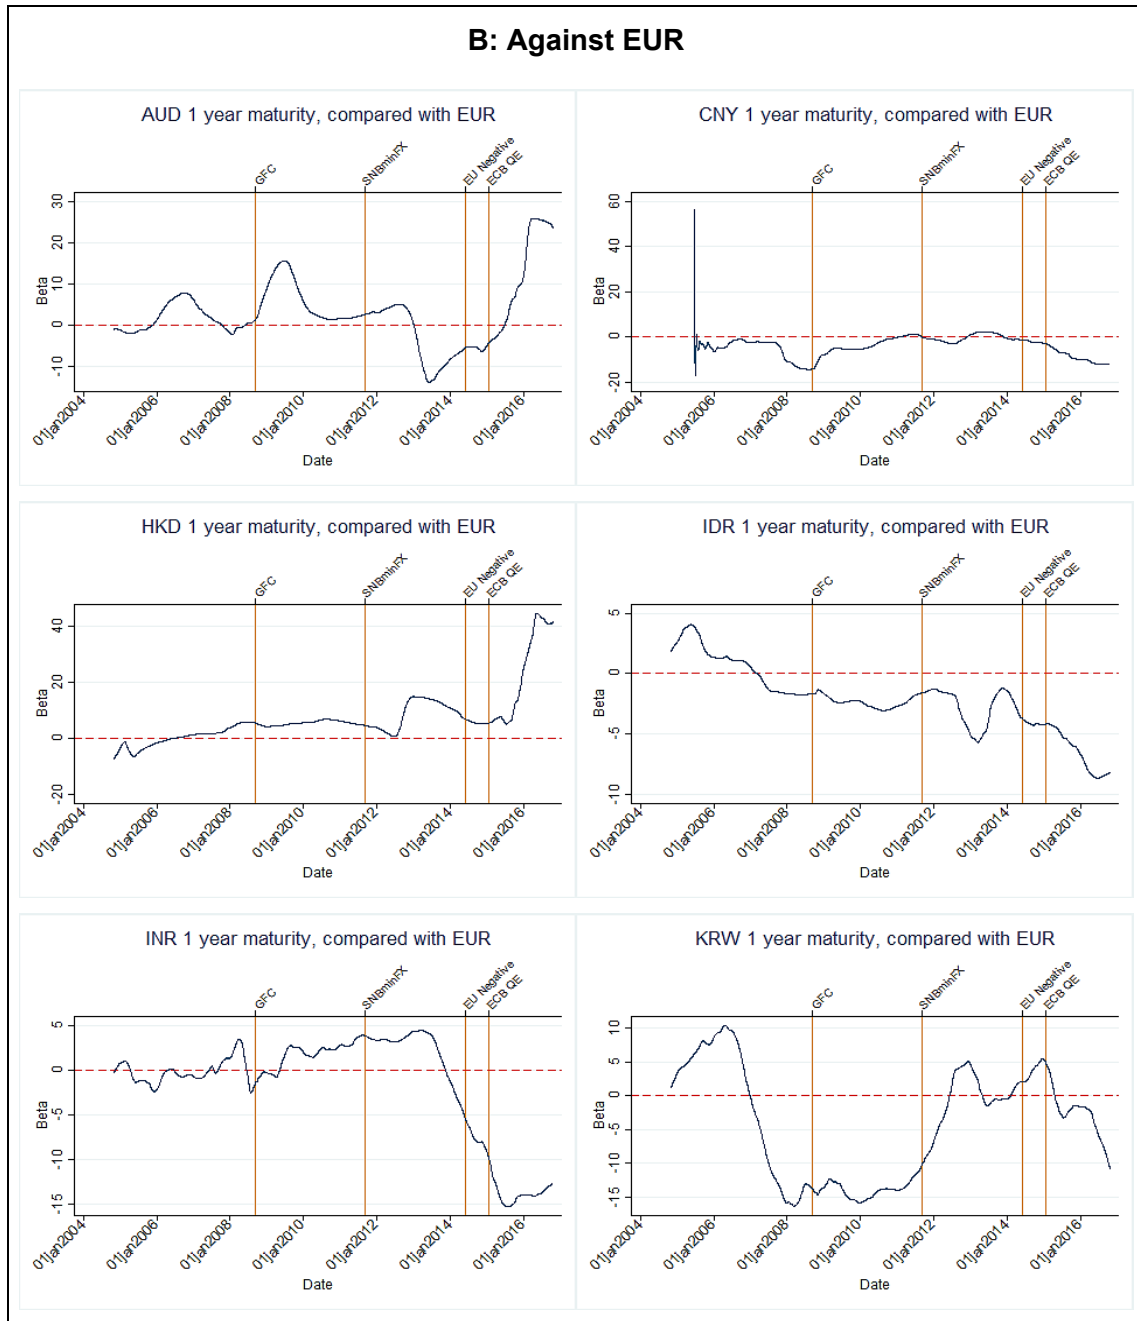 B: Against EUR
AUD 1 year maturity, compared with EUR
GFC
SNBminFX
EU Negative
ECB QE
30
20
10
0
-10
Beta
01jan2004
01jan2006
01jan2008
01jan2010
01jan2012
01jan2014
01jan2016
Date
CNY 1 year maturity, compared with EUR
GFC
SNBminFX
EU Negative
ECB QE
60
40
20
0
-20
Beta
01jan2004
01jan2006
01jan2008
01jan2010
01jan2012
01jan2014
01jan2016
Date
HKD 1 year maturity, compared with EUR
GFC
SNBminFX
EU Negative
ECB QE
40
20
0
-20
Beta
01jan2004
01jan2006
01jan2008
01jan2010
01jan2012
01jan2014
01jan2016
Date
IDR 1 year maturity, compared with EUR
GFC
SNBminFX
EU Negative
ECB QE
5
0
-5
-10
Beta
01jan2004
01jan2006
01jan2008
01jan2010
01jan2012
01jan2014
01jan2016
Date
INR 1 year maturity, compared with EUR
GFC
SNBminFX
EU Negative
ECB QE
5
0
-5
-10
-15
Beta
01jan2004
01jan2006
01jan2008
01jan2010
01jan2012
01jan2014
01jan2016
Date
KRW 1 year maturity, compared with EUR
GFC
SNBminFX
EU Negative
ECB QE
10
5
0
-5
-10
-15
Beta
01jan2004
01jan2006
01jan2008
01jan2010
01jan2012
01jan2014
01jan2016
Date